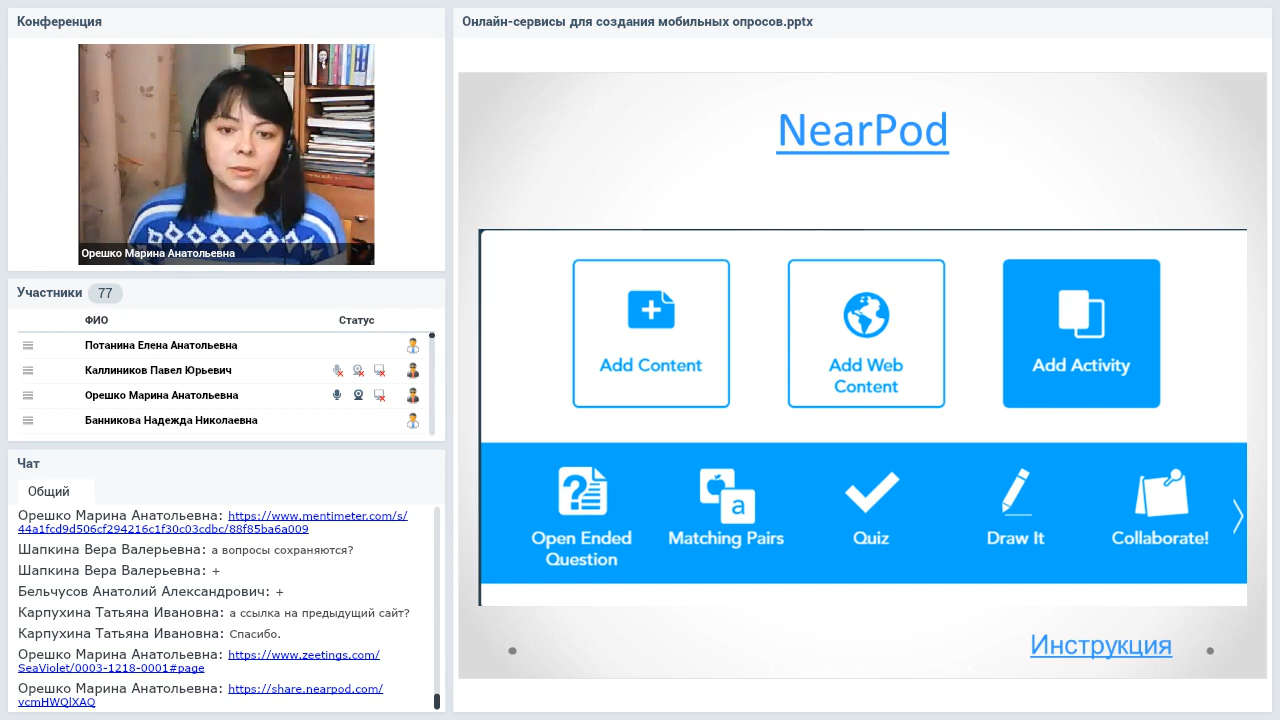 Конференция
Орешко Марина Анатольевна
Участники 77
ФИО Статус
Потанина Елена Анатольевна
Каллиников Павел Юрьевич
Орешко Марина Анатольевна
Банникова Надежда Николаевна
Чат
Общий
Орешко Марина Анатольевна: https://www.mentimeter.com/s/
44a1fcd9d506cf294216c1f30c03cdbc/88f85ba6a009
Шапкина Вера Валерьевна: а вопросы сохраняются?
Шапкина Вера Валерьевна: +
Бельчусов Анатолий Александрович: +
Карпухина Татьяна Ивановна: а ссылка на предыдущий сайт?
Карпухина Татьяна Ивановна: Спасибо.
Орешко Марина Анатольевна: https://www.zeetings.com/
SeaViolet/0003-1218-0001#page
Орешко Марина Анатольевна: https://share.nearpod.com/
vcmHWQlXAQ
Онлайн-сервисы для создания мобильных опросов.pptx
NearPod
Add Content
Add Web
Content
Add Activity
a
Open Ended
Question
Matching Pairs
Quiz
Draw It
Collaborate!
Инструкция